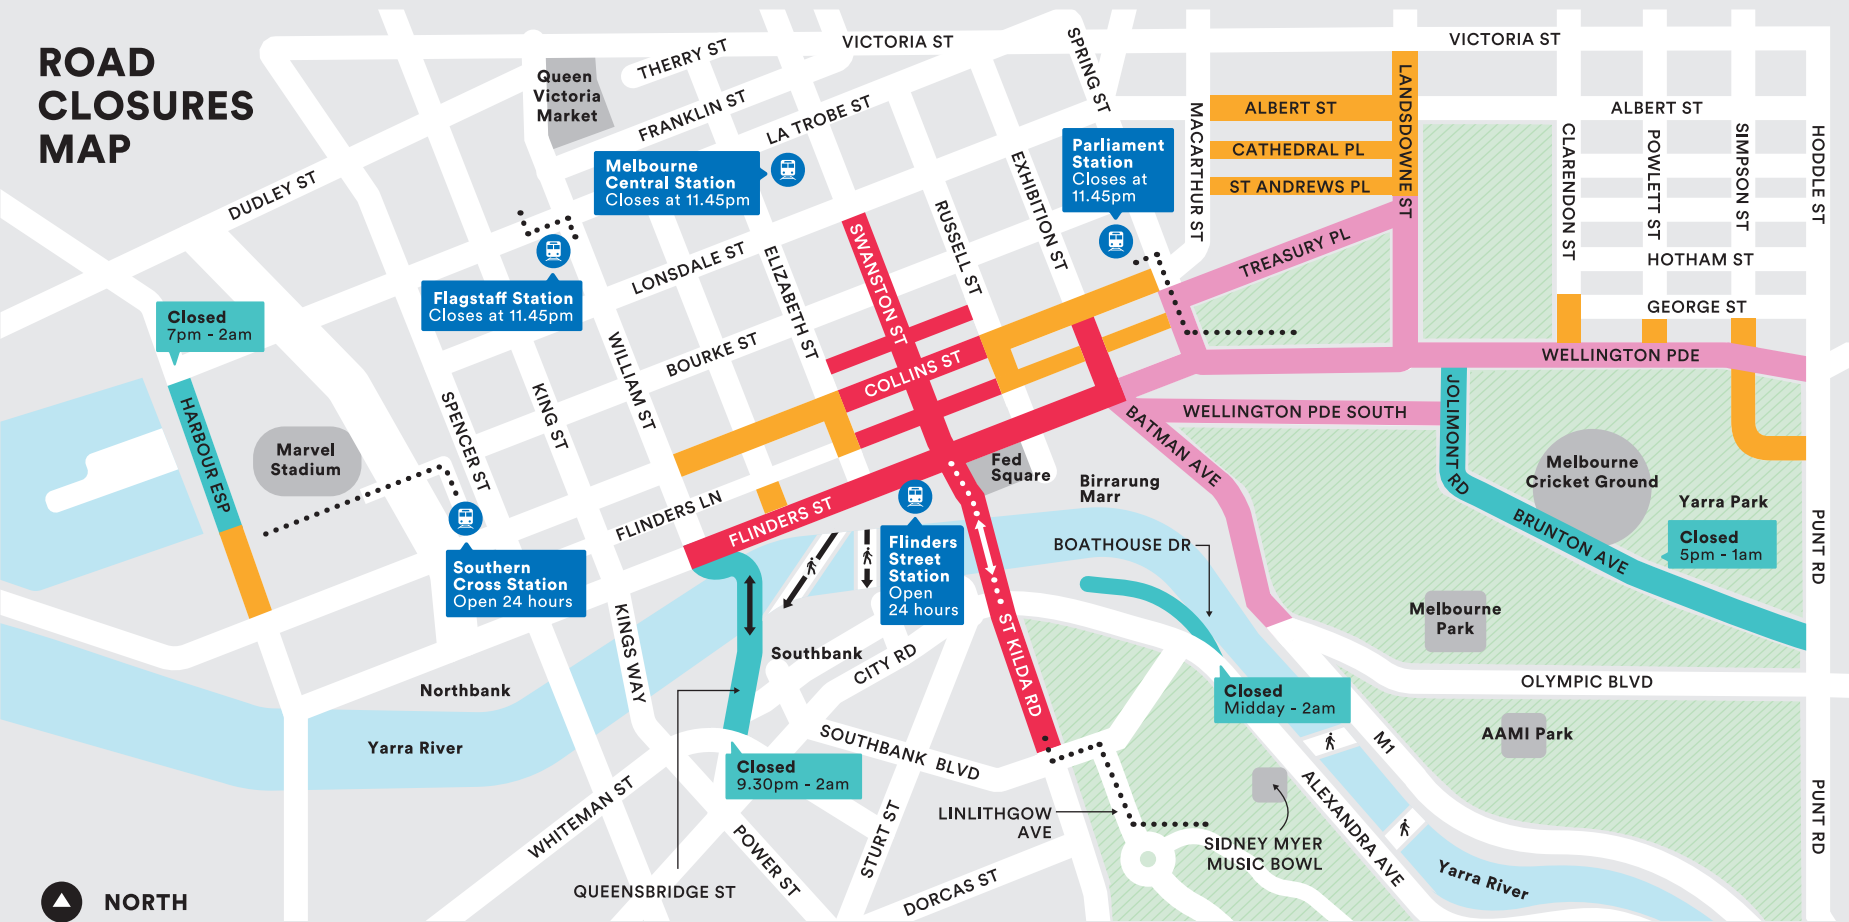 ROAD
CLOSURES
MAP
VICTORIA ST
VICTORIA ST
THERRY ST
SPRING ST
Queen
Victoria
Market
FRANKLIN ST
LA TROBE ST
LANDSDOWNE ST
ALBERT ST
ALBERT ST
CATHEDRAL PL
ST ANDREWS PL
MACARTHUR ST
CLARENDON ST
POWLETT ST
SIMPSON ST
HODDLE ST
DUDLEY ST
Melbourne
Central Station
Closes at 11.45pm
Parliament
Station
Closes at
11.45pm
EXHIBITION ST
RUSSELL ST
SWANSTON ST
ELIZABETH ST
LONSDALE ST
TREASURY PL
HOTHAM ST
GEORGE ST
Flagstaff Station
Closes at 11.45pm
Closed
7pm - 2am
WILLIAM ST
BOURKE ST
COLLINS ST
WELLINGTON PDE
HARBOUR ESP
SPENCER ST
KING ST
JOLIMONT RD
WELLINGTON PDE SOUTH
BATMAN AVE
Marvel
Stadium
Fed
Square
Birrarung
Marr
Melbourne
Cricket Ground
Yarra Park
FLINDERS LN
FLINDERS ST
BRUNTON AVE
Closed
5pm - 1am
PUNT RD
BOATHOUSE DR
Flinders
Street
Station
Open
24 hours
Southern
Cross Station
Open 24 hours
KINGS WAY
ST KILDA RD
Melbourne
Park
Southbank
CITY RD
Northbank
OLYMPIC BLVD
Closed
Midday - 2am
Yarra River
SOUTHBANK BLVD
M1
AAMI Park
Closed
9.30pm - 2am
WHITEMAN ST
POWER ST
STURT ST
LINLITHGOW
AVE
ALEXANDRA AVE
PUNT RD
SIDNEY MYER
MUSIC BOWL
QUEENSBRIDGE ST
DORCAS ST
Yarra River
NORTH